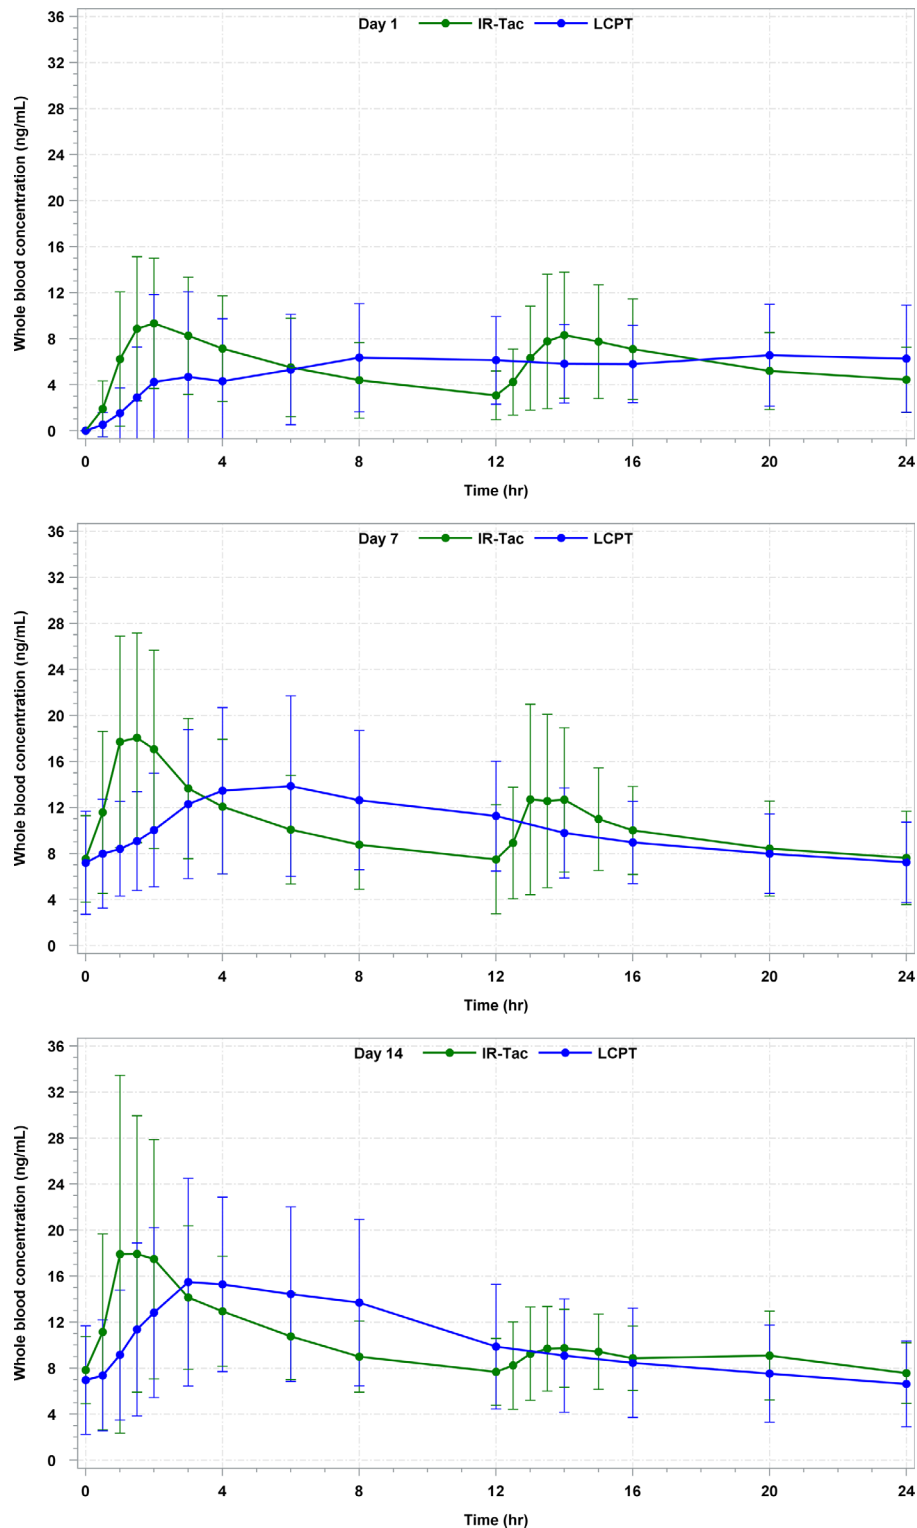 Day 1 IR-Tac LCPT
36
32
28
24
20
16
12
8
4
0
Whole blood concentration (ng/mL)
0 4 8 12 16 20 24
Time (hr)
Day 7 IR-Tac LCPT
36
32
28
24
20
16
12
8
4
0
Whole blood concentration (ng/mL)
0 4 8 12 16 20 24
Time (hr)
Day 14 IR-Tac LCPT
36
32
28
24
20
16
12
8
4
0
Whole blood concentration (ng/mL)
0 4 8 12 16 20 24
Time (hr)